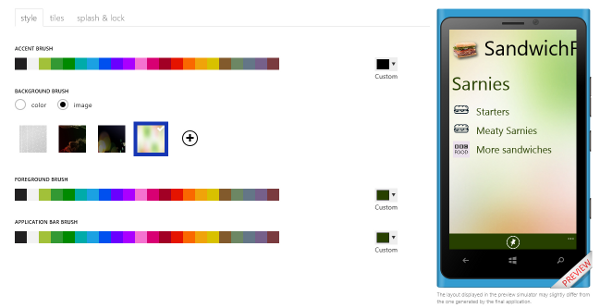 style tiles splash & lock
ACCENT BRUSH
Custom
BACKGROUND BRUSH
color image
FOREGROUND BRUSH
Custom
APPLICATION BAR BRUSH
Custom
SandwichF
Sarnies
Starters
Meaty Sarnies
BBC
FOOD
More sandwiches
PREVIEW
The layout displayed in the preview simulator may slightly differ from
the one generated by the final application.